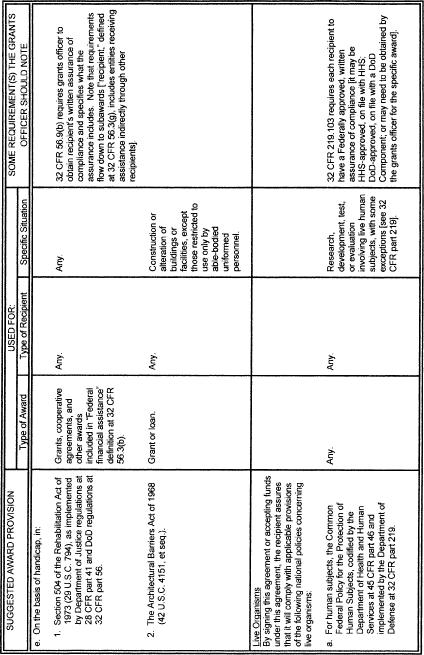 SUGGESTED AWARD PROVISION
USED FOR:
Type of Award
Type of Recipient
Specific Situation
SOME REQUIREMENT(S) THE GRANTS
OFFICER SHOULD NOTE
e. On the basis of handicap, in:
1. Section 504 of the Rehabilitation Act of
1973 (29 U.S.C. 794), as implemented
by Department of Justice regulations at
28 CFR part 41 and DoD regulations at
32 CFR part 56.
Grants, cooperative
agreements, and
other awards
included in "Federal
financial assistance"
definition at 32 CFR
56.3(b).
Any.
Any.
32 CFR 56.9(b) requires grants officer to
obtain recipient's written assurance of
compliance and specifies what the
assurance includes. Note that requirements
flow down to subawards ["recipient," defined
at 32 CFR 56.3(g), includes entities receiving
assistance indirectly through other
recipients].
2. The Architectural Barriers Act of 1968
(42 U.S.C. 4151, et seq.).
Grant or loan.
Any.
Construction or
alteration of
buildings or
facilities, except
those restricted to
use only by
able-bodied
uniformed
personnel.
Live Organisms
By signing this agreement or accepting funds
under this agreement, the recipient assures
that it will comply with applicable provisions
of the following national policies concerning
live organisms:
a. For human subjects, the Common
Federal Policy for the Protection of
Human Subjects, codified by the
Department of Health and Human
Services at 45 CFR part 46 and
implemented by the Department of
Defense at 32 CFR part 219.
Any.
Any.
Research,
development, test,
or evaluation
involving live human
subjects, with some
exceptions [see 32
CFR part 219].
32 CFR 219.103 requires each recipient to
have a Federally approved, written
assurance of compliance [it may be
HHS-approved, on file with HHS;
DoD-approved, on file with a DoD
Component; or may need to be obtained by
the grants officer for the specific award].